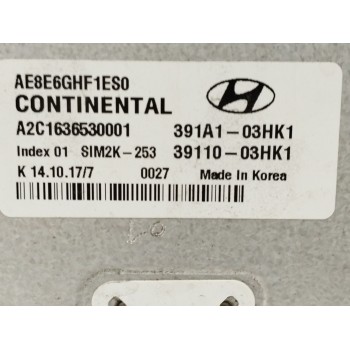 AE8E6GHF1ES0
CONTINENTAL
A2C1636530001 391A1-03HK1
Index 01 SIM2K-253 39110-03HK1
K 14.10.17/7 0027 Made In Korea